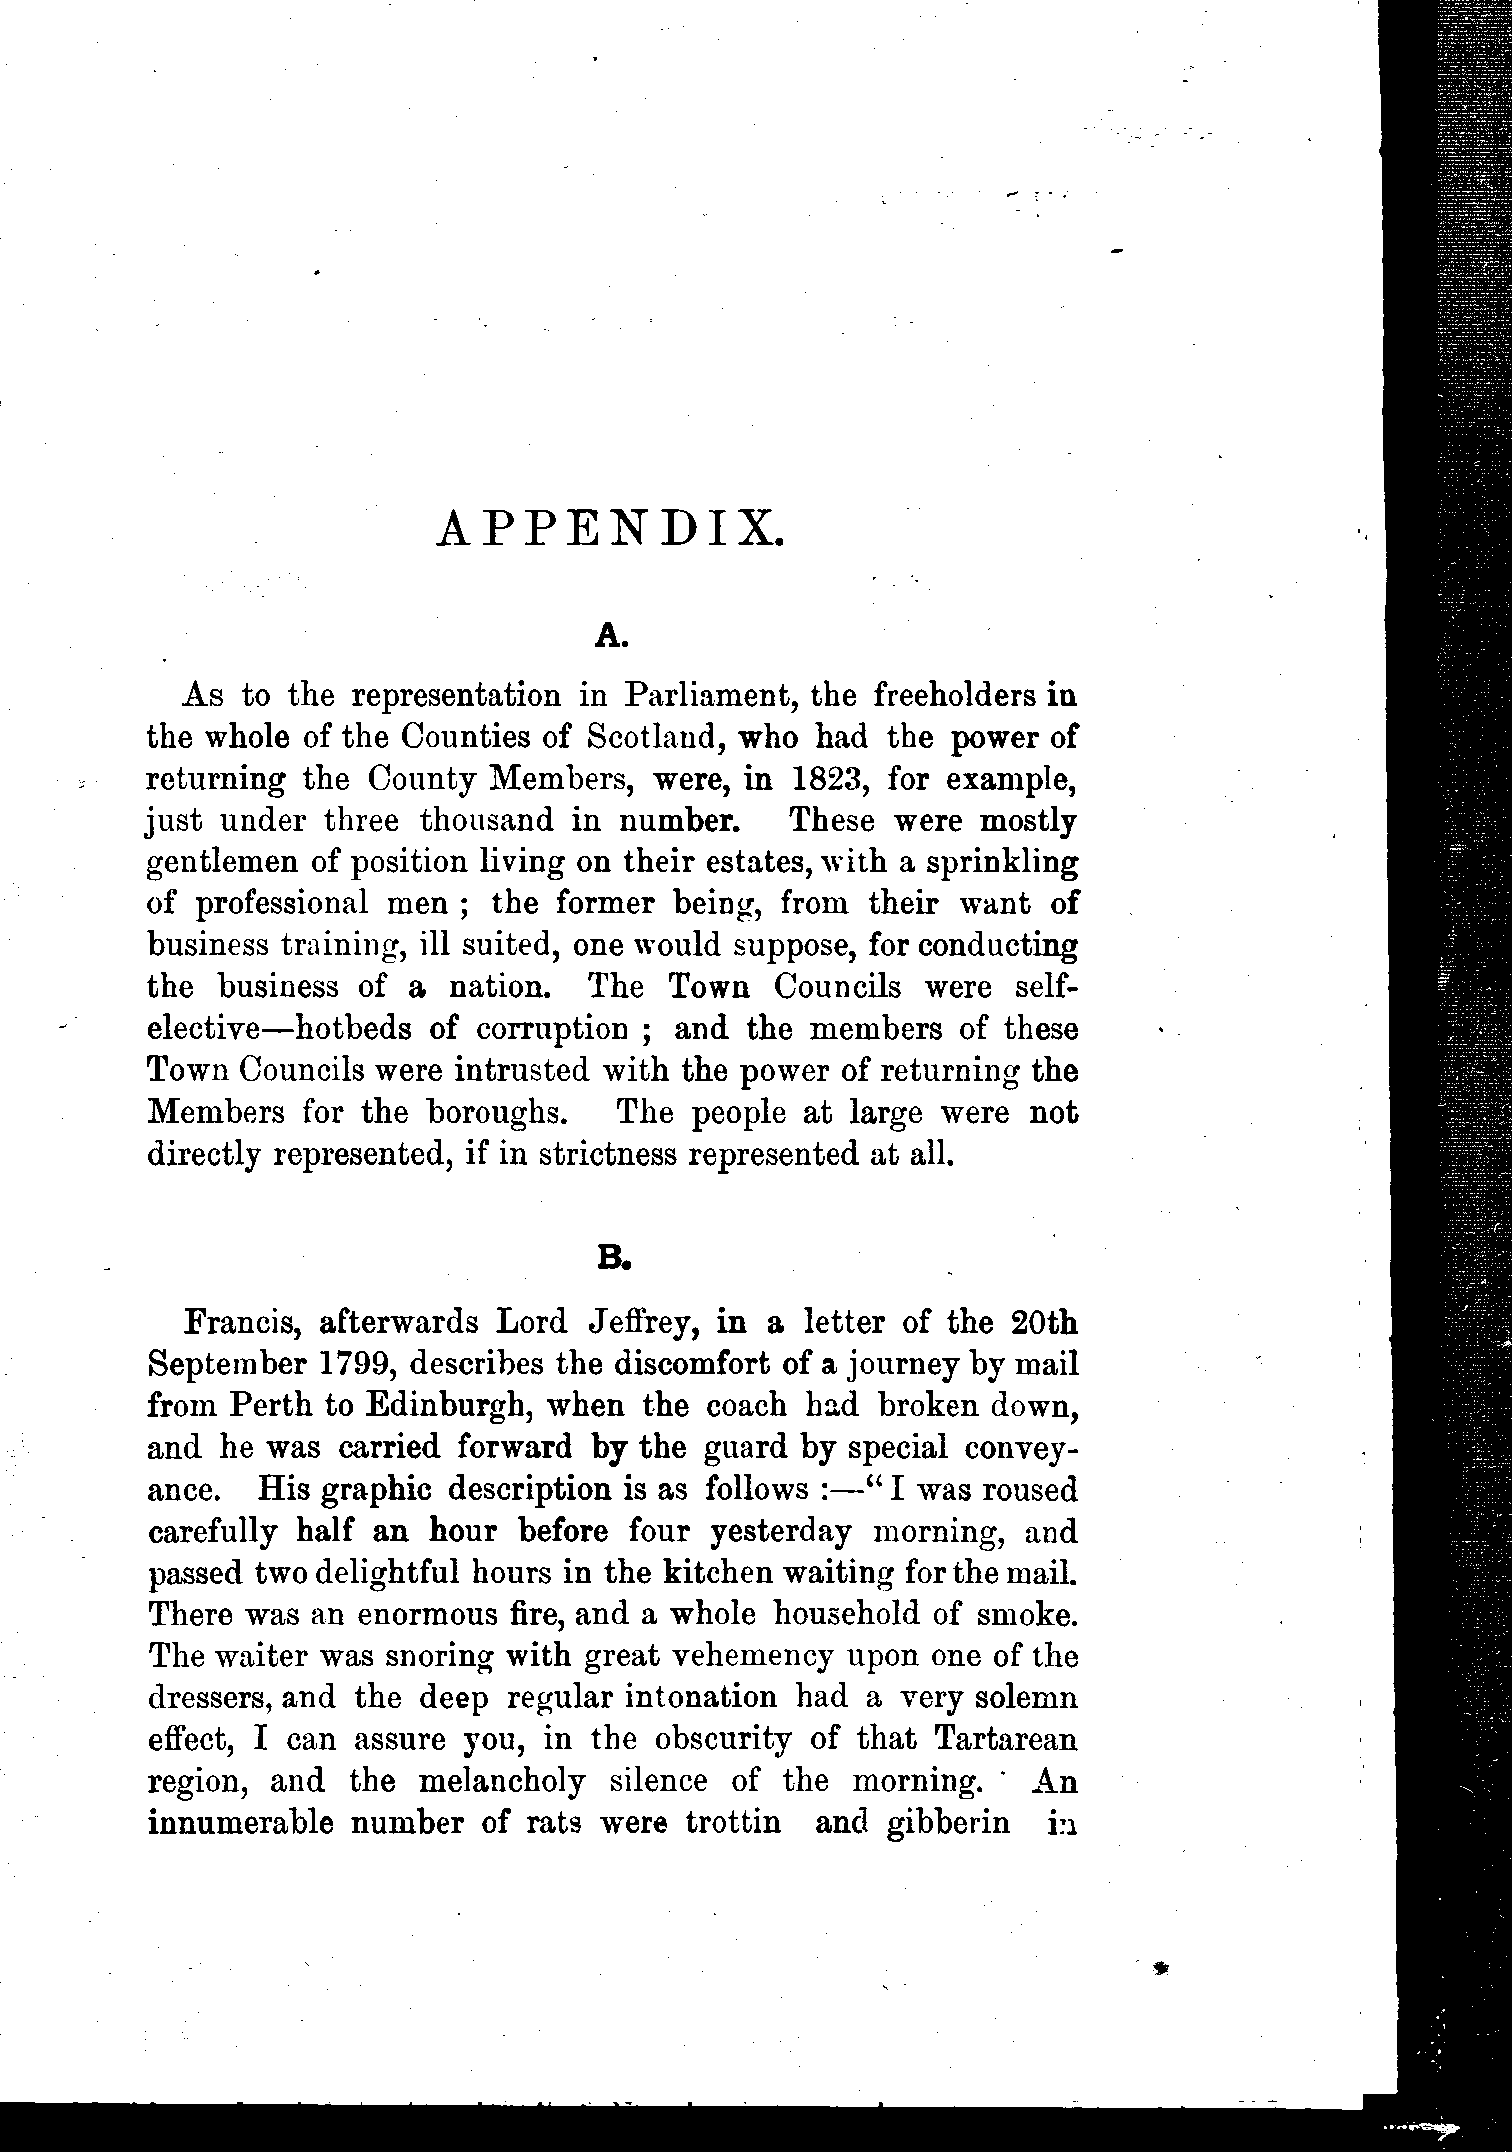 APPENDIX.
A.
As to the representation in Parliament, the freeholders in
the whole of the Counties of Scotland, who had the power of
returning the County Members, were, in 1823, for example,
just under three thousand in number. These were mostly
gentlemen of position living on their estates, with a sprinkling
of professional men ; the former being, from their want of
business training, ill suited, one would suppose, for conducting
the business of a nation. The Town Councils were self-
elective—hotbeds of corruption ; and the members of these
Town Councils were intrusted with the power of returning the
Members for the boroughs. The people at large were not
directly represented, if in strictness represented at all.
B.
Francis, afterwards Lord Jeffrey, in a letter of the 20th
September 1799, describes the discomfort of a journey by mail
from Perth to Edinburgh, when the coach had broken down,
and he was carried forward by the guard by special convey-
ance. His graphic description is as follows :—“ I was roused
carefully half an hour before four yesterday morning, and
passed two delightful hours in the kitchen waiting for the mail.
There was an enormous fire, and a whole household of smoke.
The waiter was snoring with great vehemency upon one of the
dressers, and the deep regular intonation had a very solemn
effect, I can assure you, in the obscurity of that Tartarean
region, and the melancholy silence of the morning. An
innumerable number of rats were trottin and gibberin in